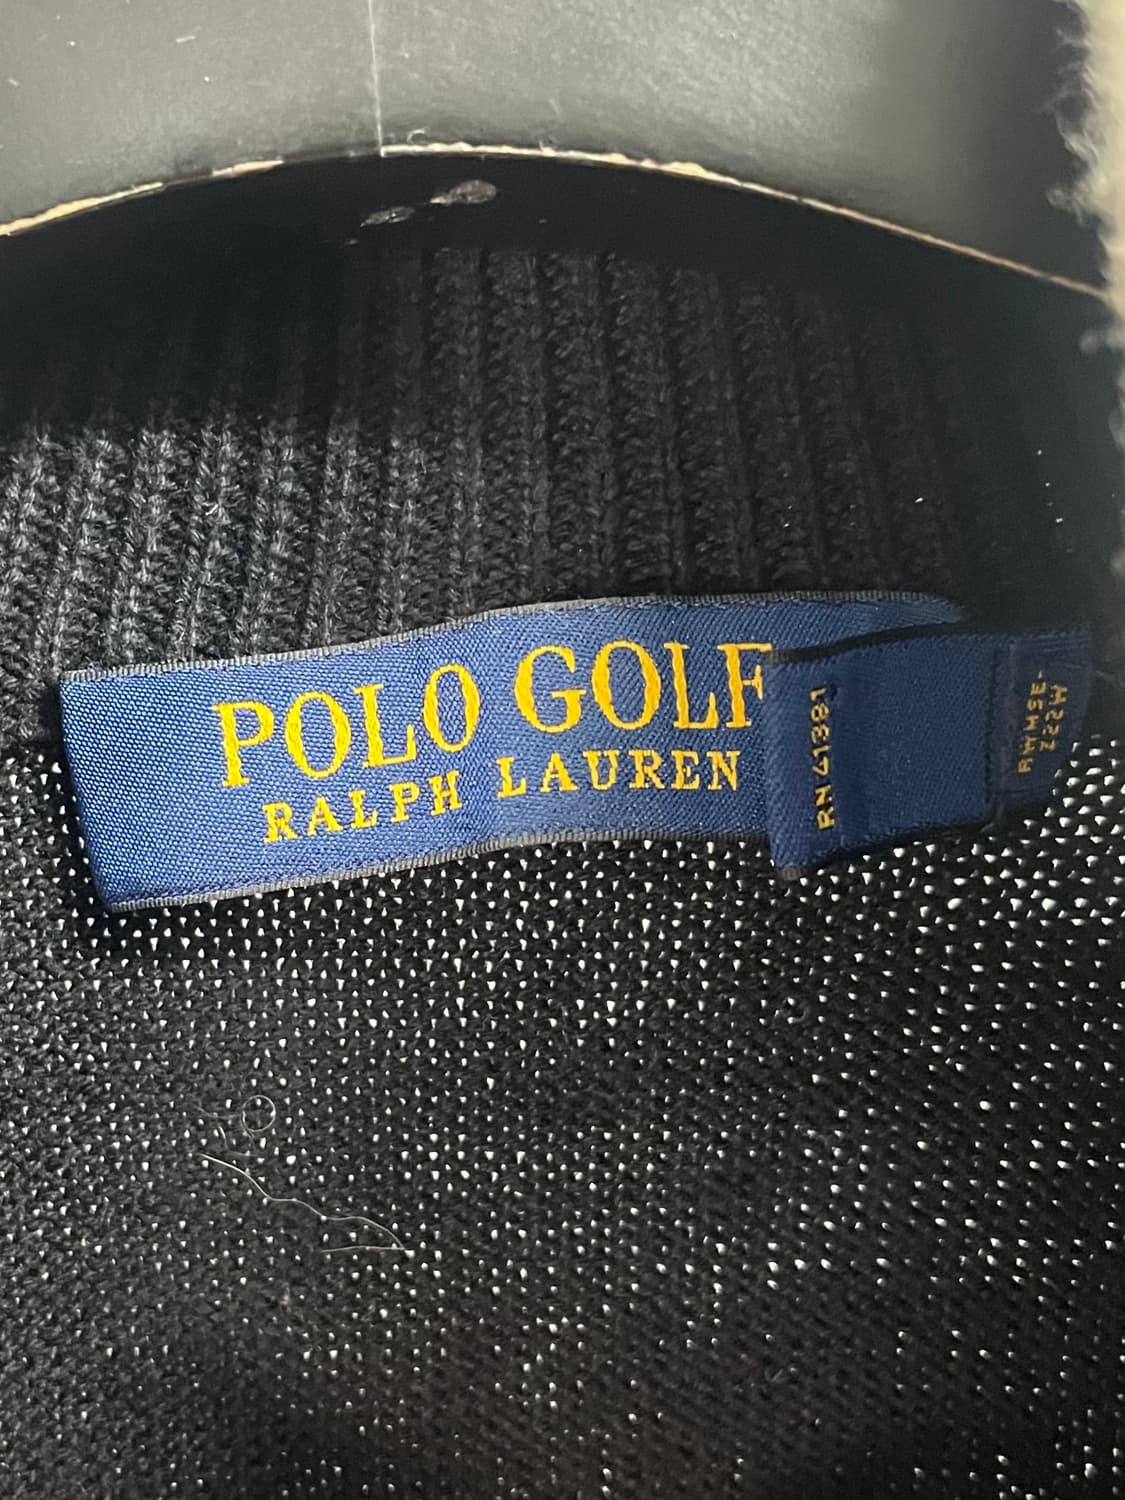 POLO GOLF
RALPH LAUREN
RN 41381